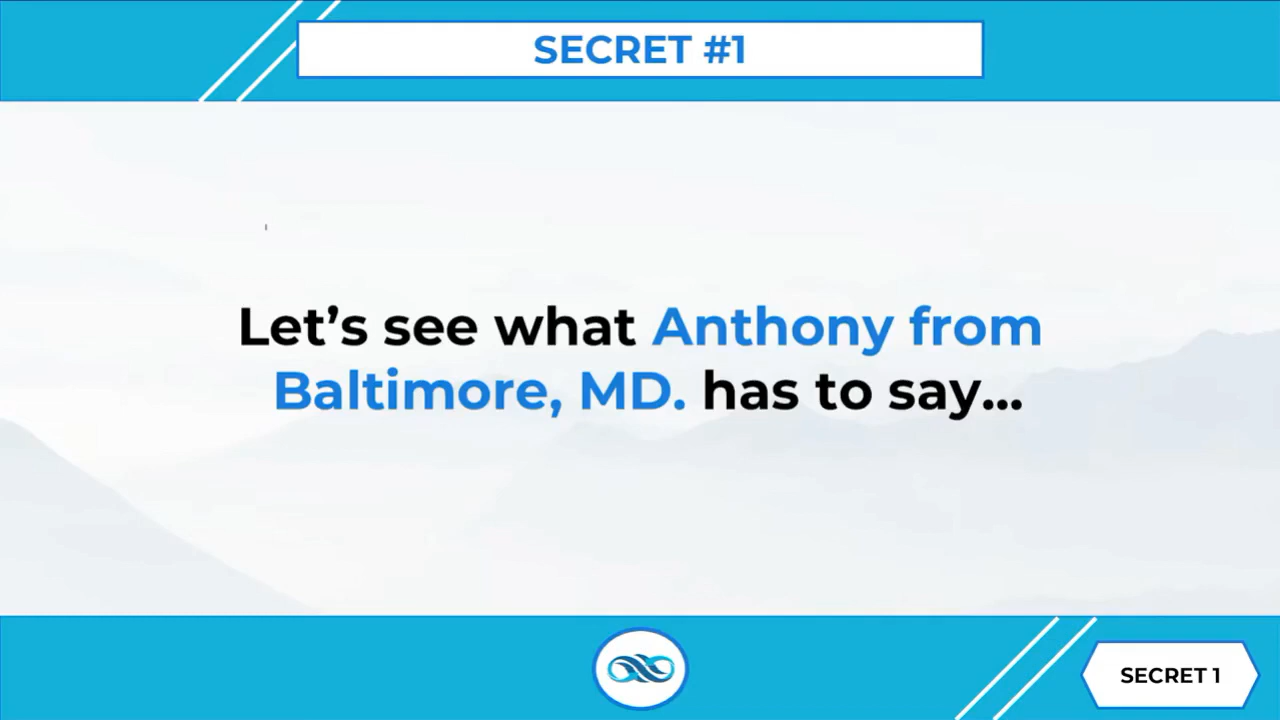 SECRET #1
Let’s see what Anthony from
Baltimore, MD. has to say...
SECRET 1